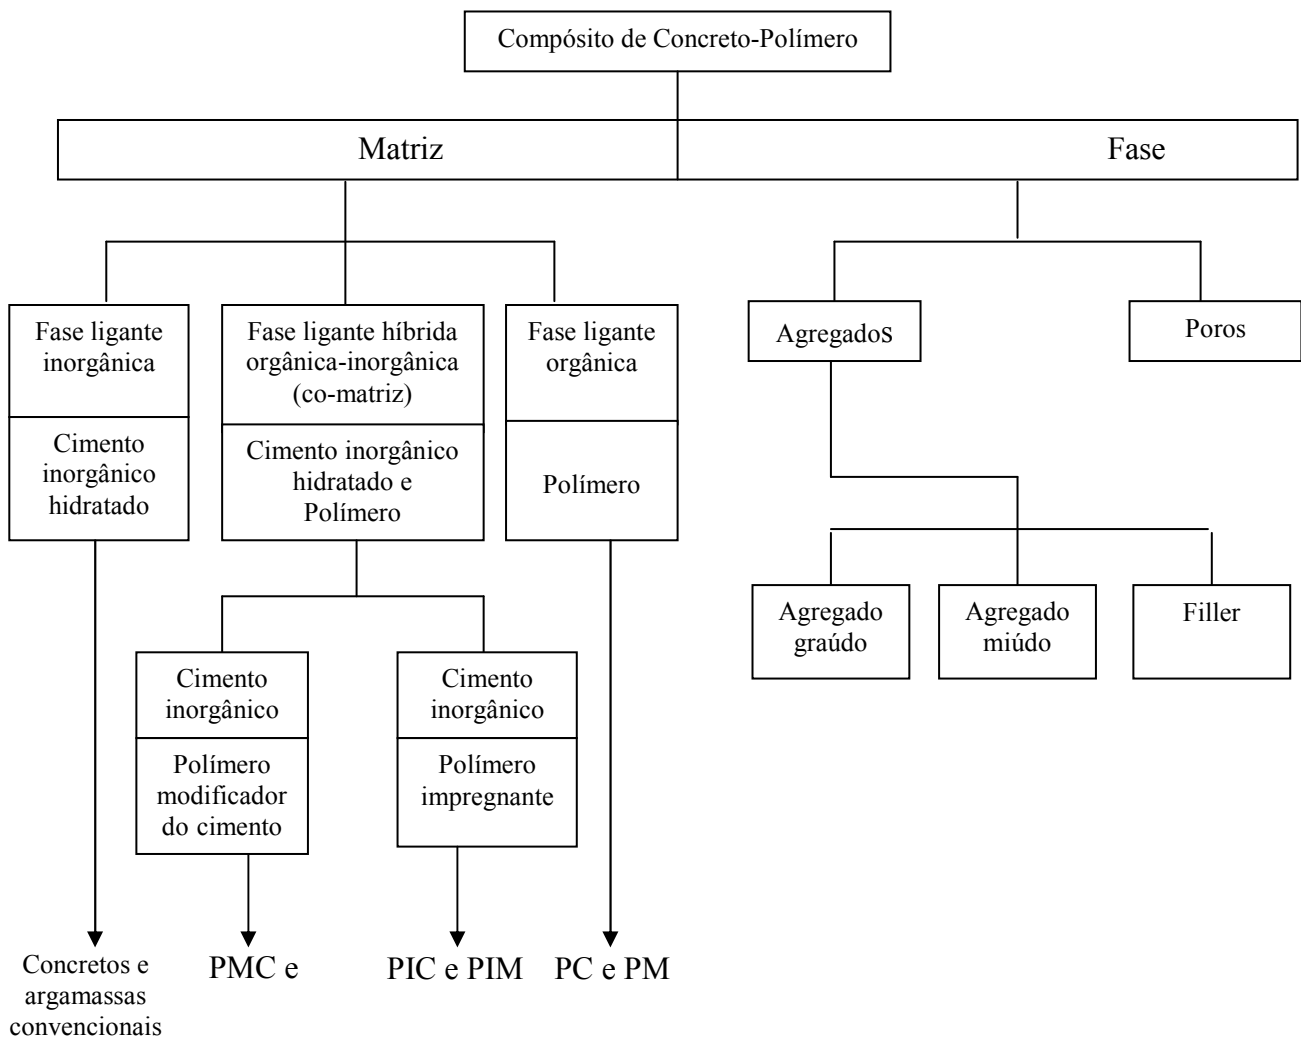 Compósito de Concreto-Polímero
Matriz
Fase
Fase ligante
inorgânica
Cimento
inorgânico
hidratado
Fase ligante híbrida
orgânica-inorgânica
(co-matriz)
Cimento inorgânico
hidratado e
Polímero
Fase ligante
orgânica
Polímero
Agregados
Poros
Agregado
graúdo
Agregado
miúdo
Filler
Cimento
inorgânico
Polímero
modificador
do cimento
Cimento
inorgânico
Polímero
impregnante
Concretos e
argamassas
convencionais
PMC e
PIC e PIM
PC e PM